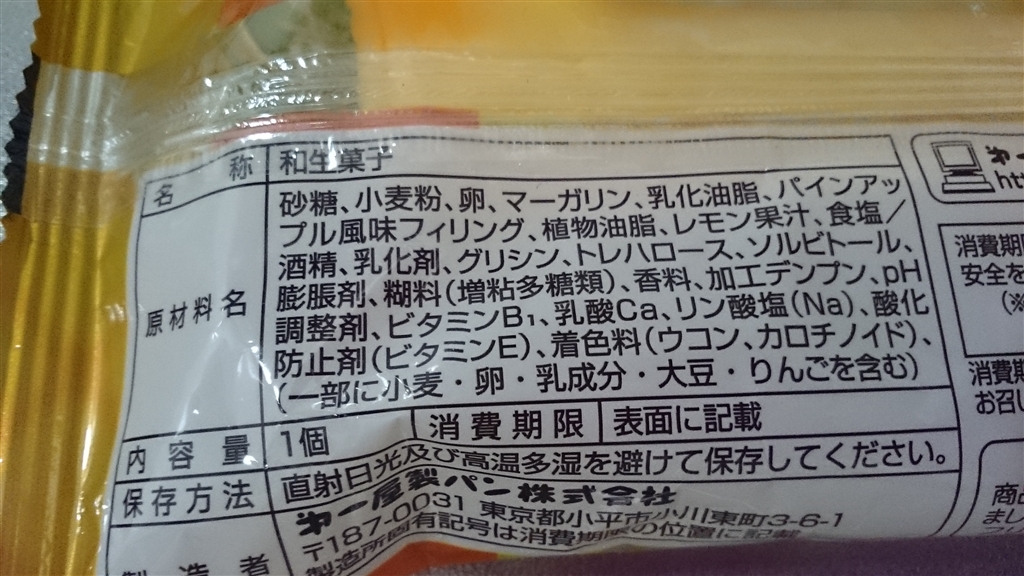 名称 和生菓子
原材料名 砂糖、小麦粉、卵、マーガリン、乳化油脂、パインアッ
プル風味フィリング、植物油脂、レモン果汁、食塩／
酒精、乳化剤、グリシン、トレハロース、ソルビトール、
膨脹剤、糊料(増粘多糖類)、香料、加工デンプン、pH
調整剤、ビタミンB₁、乳酸Ca、リン酸塩(Na)、酸化
防止剤(ビタミンE)、着色料(ウコン、カロチノイド)、
(一部に小麦・卵・乳成分・大豆・りんごを含む)
内容量 1個 消費期限 表面に記載
保存方法 直射日光及び高温多湿を避けて保存してください。
製造者 第一屋製パン株式会社
〒187-0031 東京都小平市小川東町3-6-1
製造所固有記号は消費期限の位置に記載
消費期
安全を
(※
消費期
お召し
商品
まし